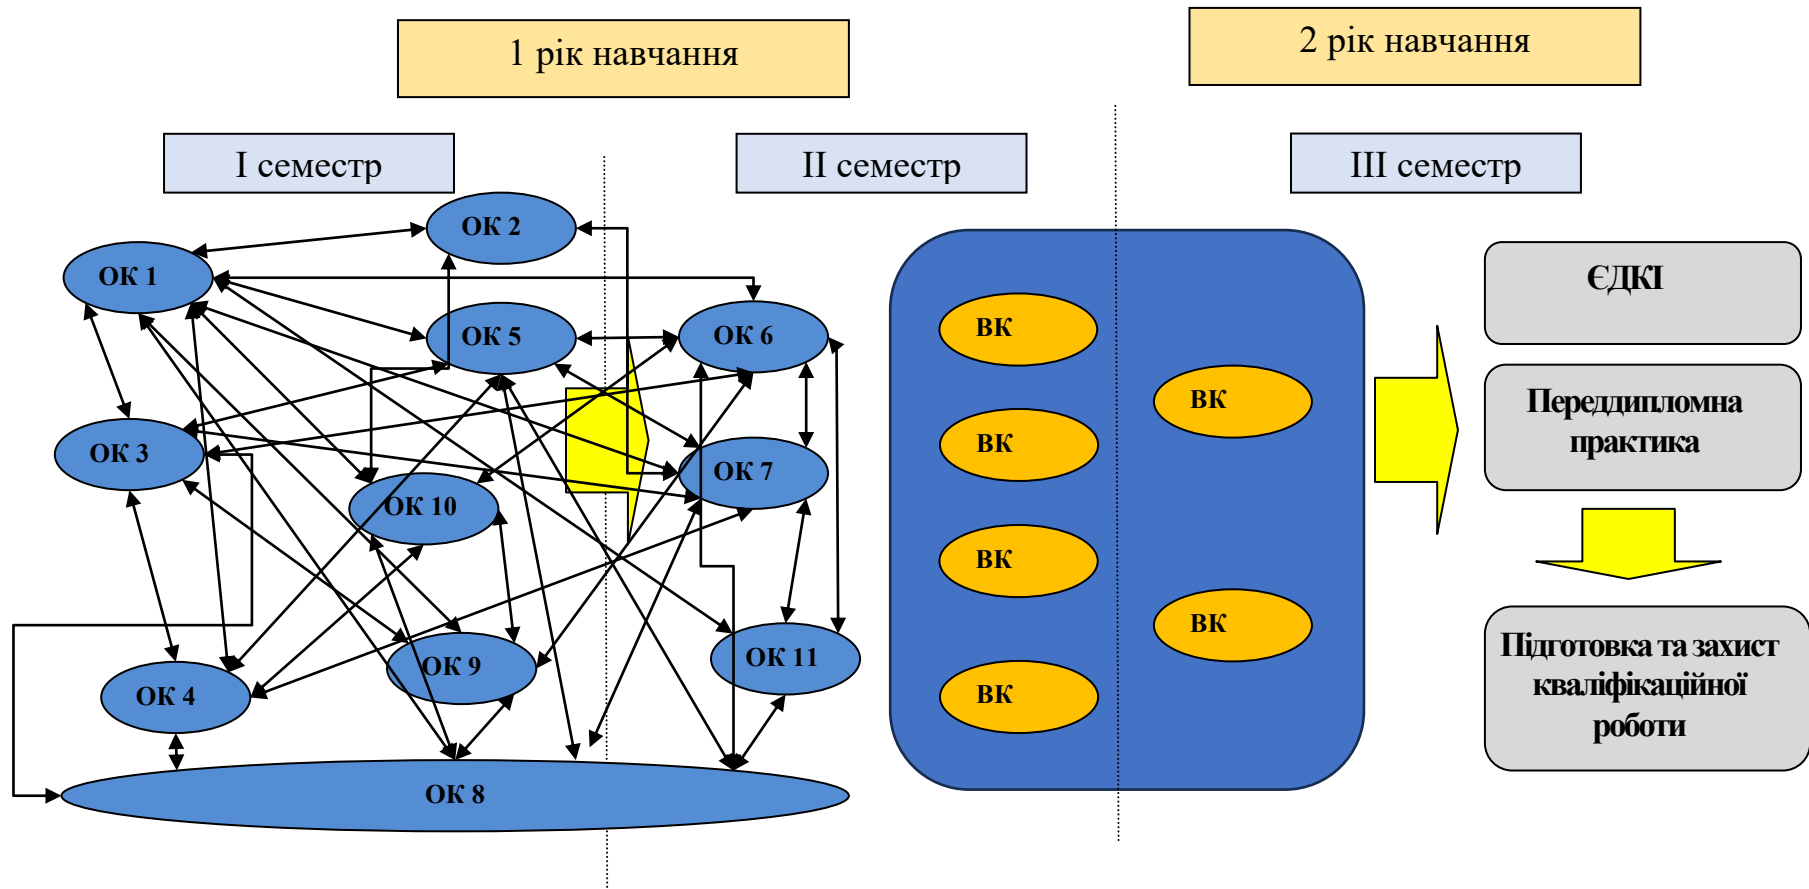 1 рік навчання
2 рік навчання
І семестр
ІІ семестр
ІІІ семестр
ОК 2
ОК 1
ОК 5
ОК 6
ОК 3
ОК 7
ОК 10
ОК 9
ОК 11
ОК 4
ОК 8
ВК
ВК
ВК
ВК
ВК
ВК
ЄДКІ
Переддипломна
практика
Підготовка та захист
кваліфікаційної
роботи